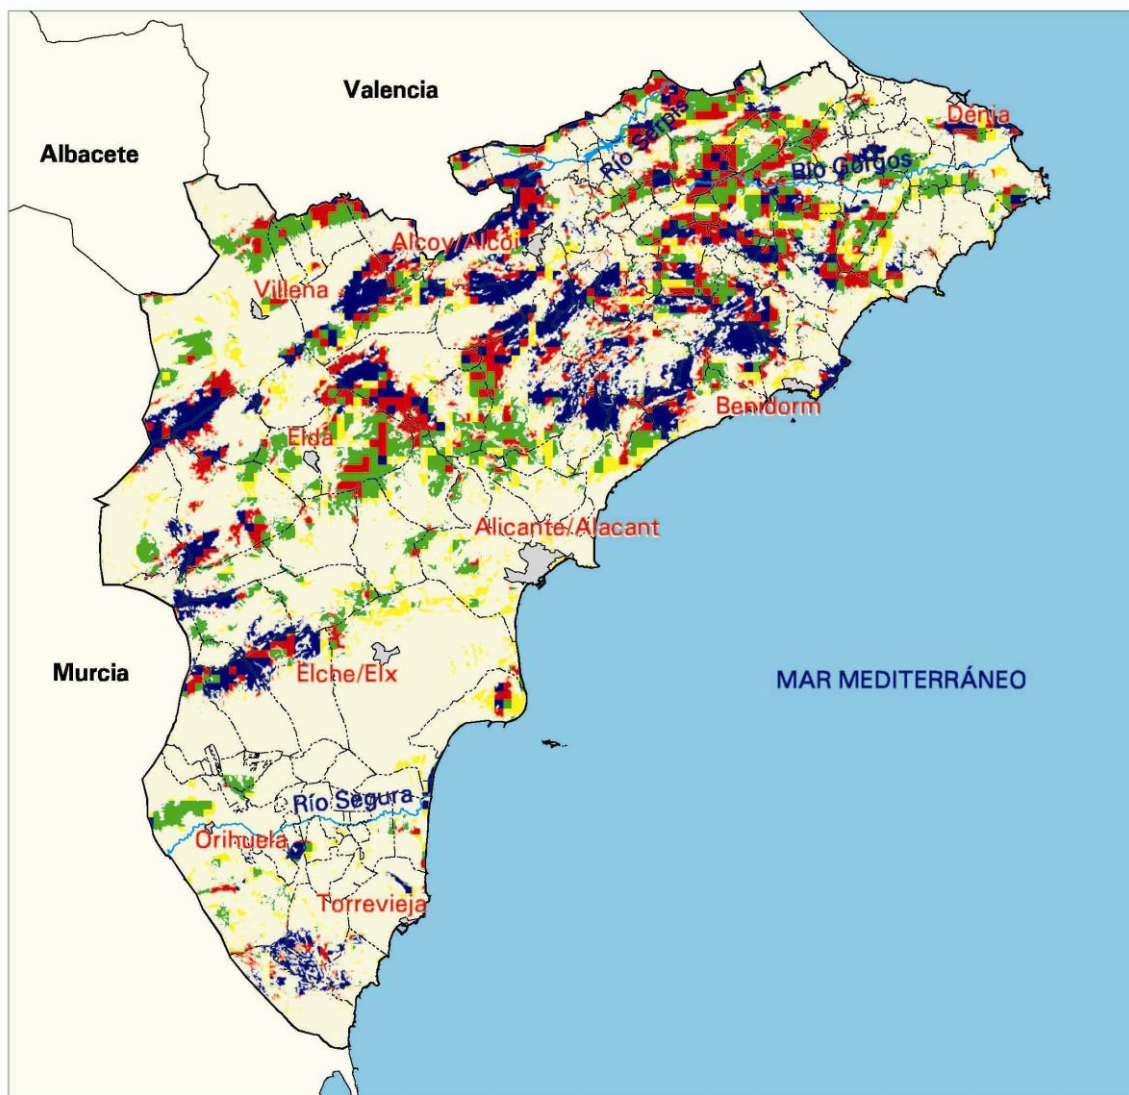 Valencia
Albacete
Dénia
Río Serpis
Río Gorgos
Alcoy/Alcoi
Villena
Benidorm
Elda
Alicante/Alacant
Murcia
Elche/Elx
MAR MEDITERRÁNEO
Río Segura
Orihuela
Torrevieja